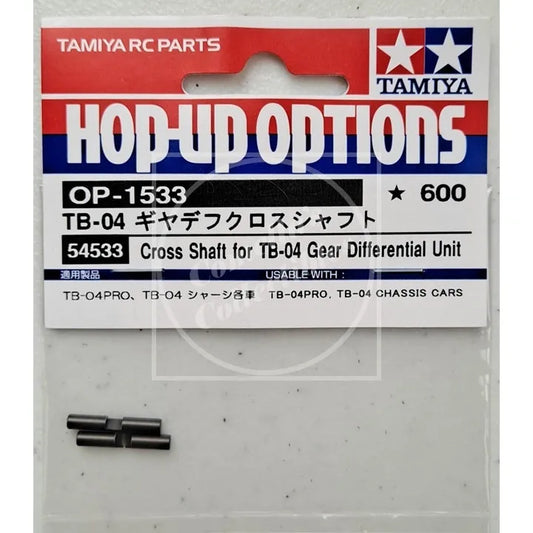 TAMIYA RC PARTS
TAMIYA
HOP-UP OPTIONS
OP-1533
★ 600
TB-04 ギヤデフクロスシャフト
54533 Cross Shaft for TB-04 Gear Differential Unit
適用製品 USABLE WITH :
TB-04PRO、TB-04 シャーシ各車 TB-04PRO, TB-04 CHASSIS CARS